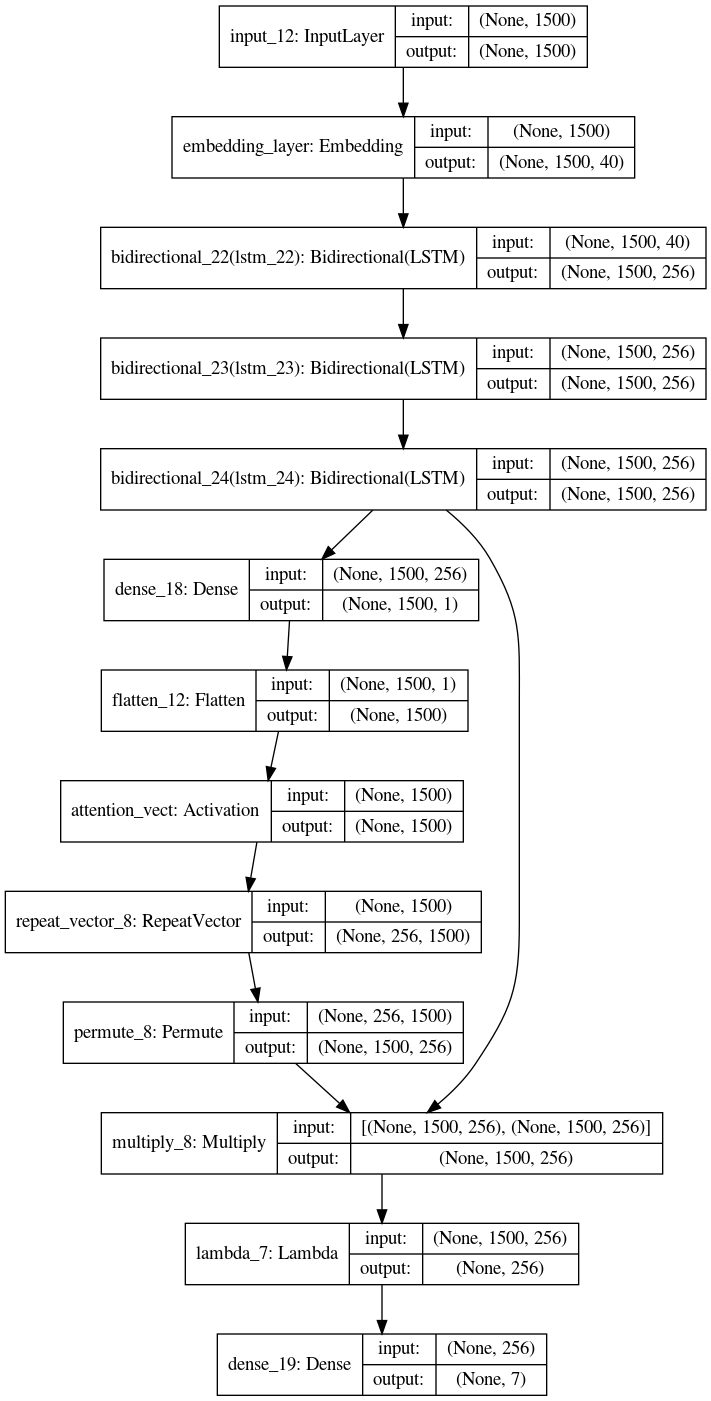 input_12: InputLayer
input: (None, 1500)
output: (None, 1500)
embedding_layer: Embedding
input: (None, 1500)
output: (None, 1500, 40)
bidirectional_22(lstm_22): Bidirectional(LSTM)
input: (None, 1500, 40)
output: (None, 1500, 256)
bidirectional_23(lstm_23): Bidirectional(LSTM)
input: (None, 1500, 256)
output: (None, 1500, 256)
bidirectional_24(lstm_24): Bidirectional(LSTM)
input: (None, 1500, 256)
output: (None, 1500, 256)
dense_18: Dense
input: (None, 1500, 256)
output: (None, 1500, 1)
flatten_12: Flatten
input: (None, 1500, 1)
output: (None, 1500)
attention_vect: Activation
input: (None, 1500)
output: (None, 1500)
repeat_vector_8: RepeatVector
input: (None, 1500)
output: (None, 256, 1500)
permute_8: Permute
input: (None, 256, 1500)
output: (None, 1500, 256)
multiply_8: Multiply
input: [(None, 1500, 256), (None, 1500, 256)]
output: (None, 1500, 256)
lambda_7: Lambda
input: (None, 1500, 256)
output: (None, 256)
dense_19: Dense
input: (None, 256)
output: (None, 7)